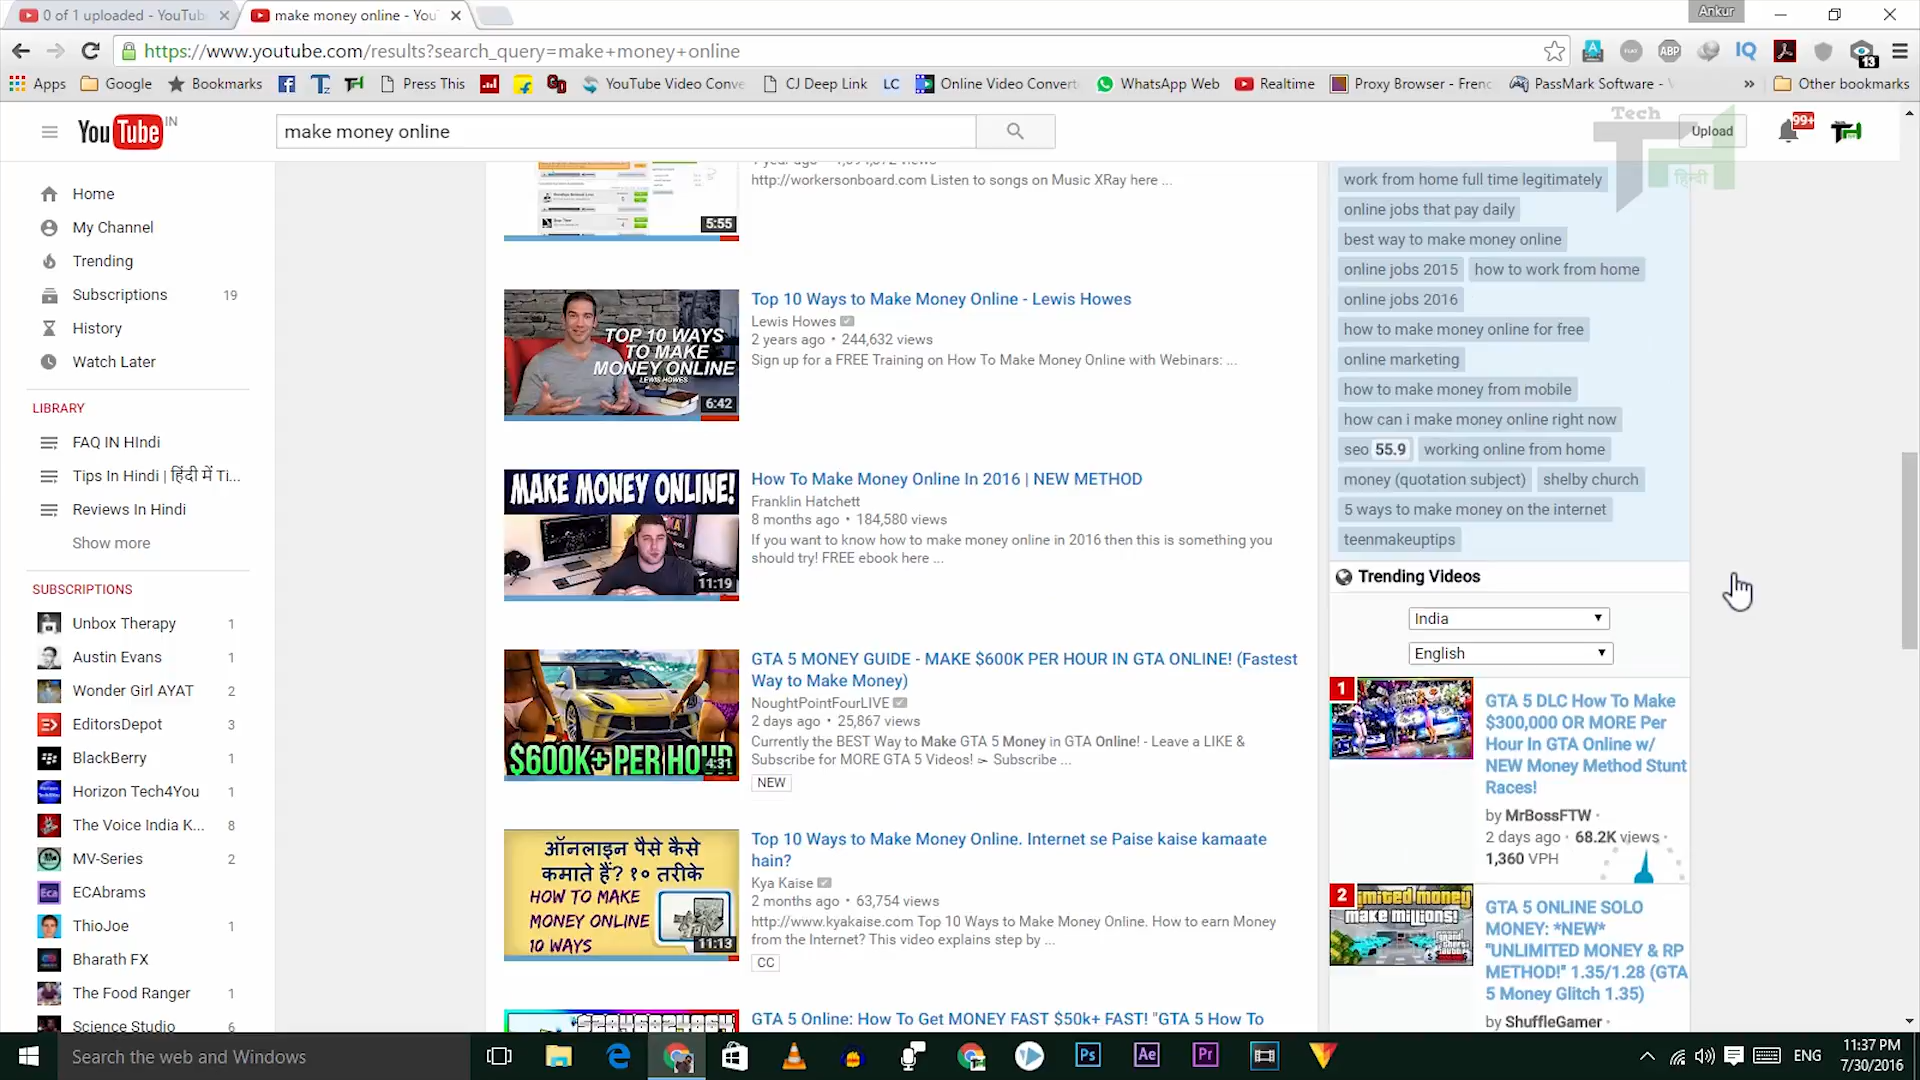 0 of 1 uploaded - YouTub
make money online - You
Ankur
https://www.youtube.com/results?search_query=make+money+online
ABP
IQ
13
Apps
Google
Bookmarks
Press This
YouTube Video Conve
CJ Deep Link
LC
Online Video Convert
WhatsApp Web
Realtime
Proxy Browser - Frenc
PassMark Software - V
»
Other bookmarks
YouTube IN
make money online
Tech
हिन्दी
Upload
99+
Home
My Channel
Trending
Subscriptions 19
History
Watch Later
LIBRARY
FAQ IN HIndi
Tips In Hindi | हिंदी में Ti...
Reviews In Hindi
Show more
SUBSCRIPTIONS
Unbox Therapy 1
Austin Evans 1
Wonder Girl AYAT 2
EditorsDepot 3
BlackBerry 1
Horizon Tech4You 1
The Voice India K... 8
MV-Series 2
ECAbrams
ThioJoe 1
Bharath FX
The Food Ranger 1
Science Studio 6
5:55
http://workersonboard.com Listen to songs on Music XRay here ...
TOP 10 WAYS
TO MAKE
MONEY ONLINE
LEWIS HOWES
6:42
Top 10 Ways to Make Money Online - Lewis Howes
Lewis Howes
2 years ago • 244,632 views
Sign up for a FREE Training on How To Make Money Online with Webinars: ...
MAKE MONEY ONLINE!
11:19
How To Make Money Online In 2016 | NEW METHOD
Franklin Hatchett
8 months ago • 184,580 views
If you want to know how to make money online in 2016 then this is something you
should try! FREE ebook here ...
$600K+ PER HOUR
4:31
GTA 5 MONEY GUIDE - MAKE $600K PER HOUR IN GTA ONLINE! (Fastest
Way to Make Money)
NoughtPointFourLIVE
2 days ago • 25,867 views
Currently the BEST Way to Make GTA 5 Money in GTA Online! - Leave a LIKE &
Subscribe for MORE GTA 5 Videos! ➣ Subscribe ...
NEW
ऑनलाइन पैसे कैसे
कमाते हैं? १० तरीके
HOW TO MAKE
MONEY ONLINE
10 WAYS
11:13
Top 10 Ways to Make Money Online. Internet se Paise kaise kamaate
hain?
Kya Kaise
2 months ago • 63,754 views
http://www.kyakaise.com Top 10 Ways to Make Money Online. How to earn Money
from the Internet? This video explains step by ...
CC
GTA 5 Online: How To Get MONEY FAST $50k+ FAST! "GTA 5 How To
work from home full time legitimately
online jobs that pay daily
best way to make money online
online jobs 2015 how to work from home
online jobs 2016
how to make money online for free
online marketing
how to make money from mobile
how can i make money online right now
seo 55.9 working online from home
money (quotation subject) shelby church
5 ways to make money on the internet
teenmakeuptips
Trending Videos
India
English
1
GTA 5 DLC How To Make
$300,000 OR MORE Per
Hour In GTA Online w/
NEW Money Method Stunt
Races!
by MrBossFTW ·
2 days ago · 68.2K views ·
1,360 VPH
2
make millions!
GTA 5 ONLINE SOLO
MONEY: *NEW*
"UNLIMITED MONEY & RP
METHOD!" 1.35/1.28 (GTA
5 Money Glitch 1.35)
by ShuffleGamer ·
Search the web and Windows
Ps
Ae
Pr
ENG
11:37 PM
7/30/2016